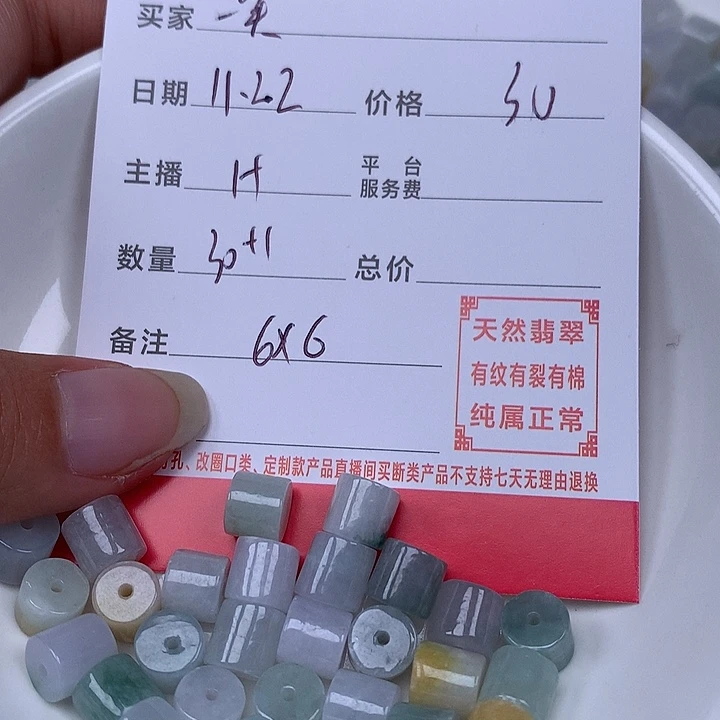 买家
日期 11.22 价格 30
主播 H 平台服务费
数量 30+1 总价
备注 6X6
天然翡翠
有纹有裂有棉
纯属正常
孔、改圈口类、定制款产品直播间买断类产品不支持七天无理由退换